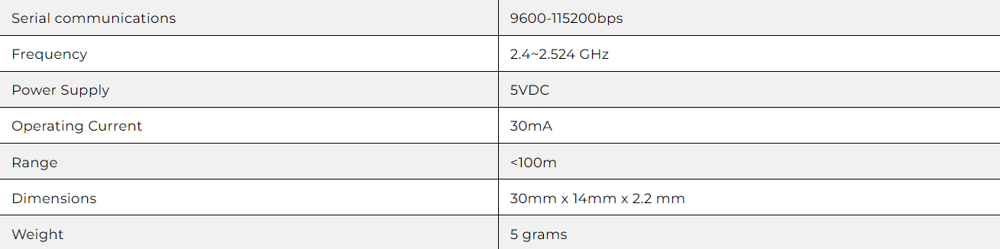 Serial communications 9600-115200bps
Frequency 2.4~2.524 GHz
Power Supply 5VDC
Operating Current 30mA
Range <100m
Dimensions 30mm x 14mm x 2.2 mm
Weight 5 grams